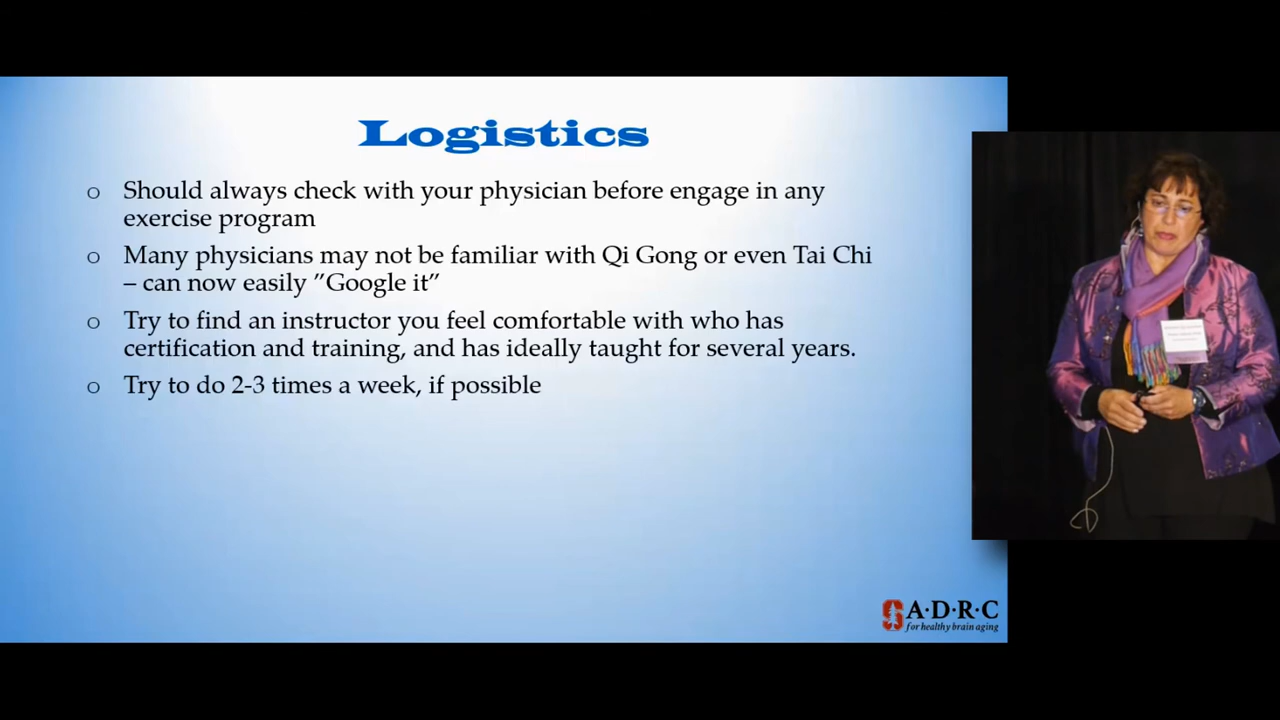 Logistics
o Should always check with your physician before engage in any
exercise program
o Many physicians may not be familiar with Qi Gong or even Tai Chi
– can now easily ”Google it”
o Try to find an instructor you feel comfortable with who has
certification and training, and has ideally taught for several years.
o Try to do 2-3 times a week, if possible
S A·D·R·C
for healthy brain aging